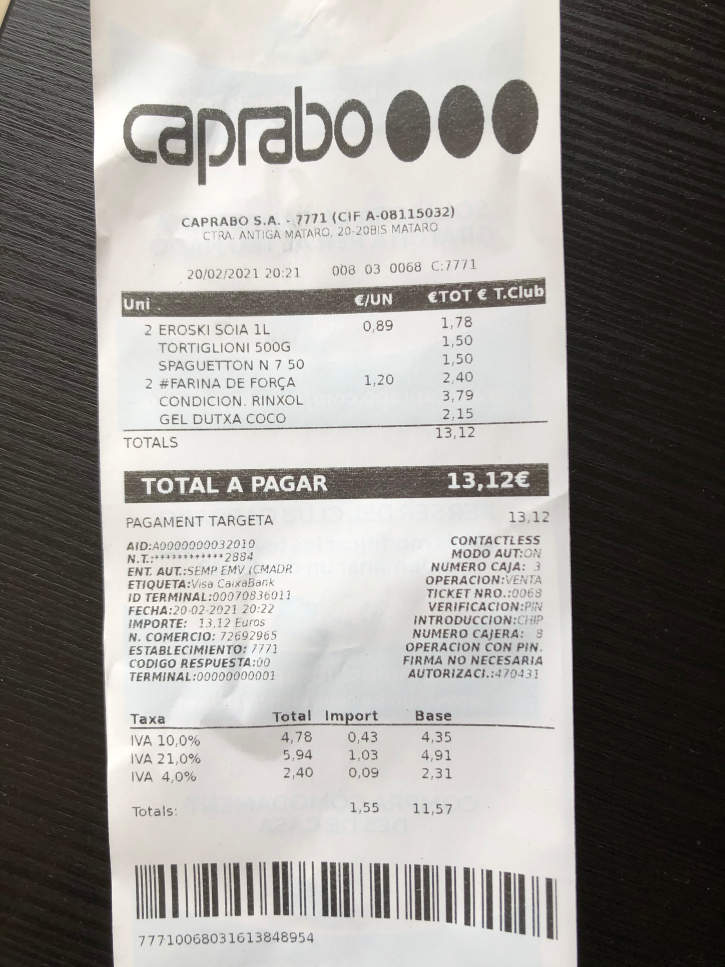 caprabo
CAPRABO S.A. - 7771 (CIF A-08115032)
CTRA. ANTIGA MATARO, 20-20BIS MATARO
20/02/2021 20:21 008 03 0068 C:7771
Uni . €/UN €TOT € T.Club
2 EROSKI SOIA 1L 0,89 1,78
TORTIGLIONI 500G 1,50
SPAGUETTON N 7 50 1,50
2 #FARINA DE FORÇA 1,20 2,40
CONDICION. RINXOL 3,79
GEL DUTXA COCO 2,15
TOTALS 13,12
TOTAL A PAGAR 13,12€
PAGAMENT TARGETA 13,12
AID:A0000000032010 CONTACTLESS
N.T.:************2884 MODO AUT:ON
ENT. AUT.:SEMP EMV (CMADR NUMERO CAJA: 3
ETIQUETA:Visa CaixaBank OPERACION:VENTA
ID TERMINAL:00070836011 TICKET NRO.:0068
FECHA:20-02-2021 20:22 VERIFICACION:PIN
IMPORTE: 13,12 Euros INTRODUCCION:CHIP
N. COMERCIO: 72692965 NUMERO CAJERA: 8
ESTABLECIMIENTO: 7771 OPERACION CON PIN.
CODIGO RESPUESTA:00 FIRMA NO NECESARIA
TERMINAL:00000000001 AUTORIZACI.:470431
Taxa Total Import Base
IVA 10,0% 4,78 0,43 4,35
IVA 21,0% 5,94 1,03 4,91
IVA 4,0% 2,40 0,09 2,31
Totals: 1,55 11,57
77710068031613848954